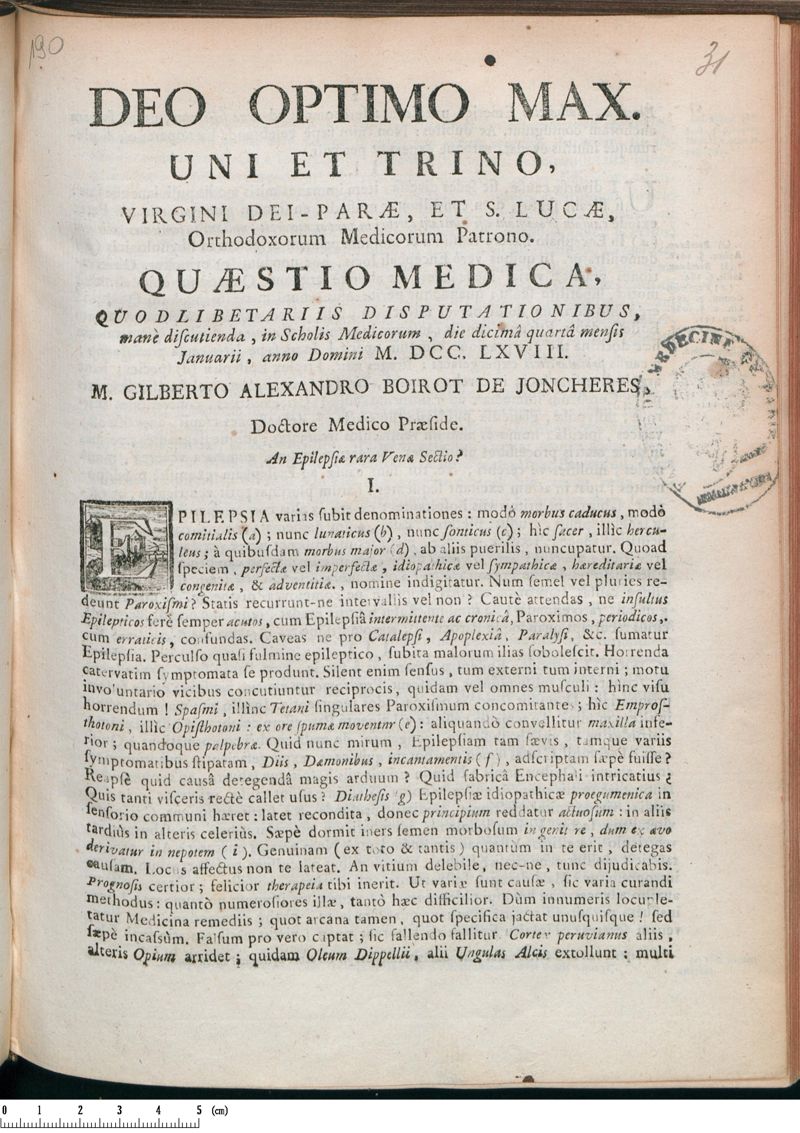 190
31
DEO OPTIMO MAX.
UNI ET TRINO,
VIRGINI DEI-PARÆ, ET S. LUCÆ,
Orthodoxorum Medicorum Patrono.
QUÆSTIO MEDICA,
QUODLIBETARIIS DISPUTATIONIBUS,
manè discutienda, in Scholis Medicorum, die dicimâ quartâ mensis
Januarii, anno Domini M. DCC. LXVIII.
M. GILBERTO ALEXANDRO BOIROT DE JONCHERES,
Doctore Medico Præside.
An Epilepsiæ rara Venæ Sectio?
I.
EPILEPSIA varias subit denominationes : modò morbus caducus, modò
comitialis (a) ; nunc lunaticus (b), nunc sonticus (c) ; hîc sacer, illîc hercu-
leus ; à quibusdam morbus major (d), ab aliis puerilis, nuncupatur. Quoad
speciem, perfectæ vel imperfectæ, idiopathicæ vel sympathicæ, hæreditariæ vel
congenitæ, & adventitiæ., nomine indigitatur. Num semel vel pluries re-
deunt Paroxismi ? Statis recurrunt-ne intervallis vel non ? Cautè attendas, ne insultus
Epilepticos ferè semper acutos, cum Epilepsiâ intermittente ac cronicâ, Paroximos, periodicos,
cum erraticis, confundas. Caveas ne pro Catalepsi, Apoplexiâ, Paralysi, &c. sumatur
Epilepsia. Perculso quasi fulmine epileptico, subita malorum ilias sobolescit. Horrenda
catervatim symptomata se produnt. Silent enim sensus, tum externi tum interni ; motu
involuntario vicibus concutiuntur reciprocis, quidam vel omnes musculi : hinc visu
horrendum ! Spasmi, illînc Tetani singulares Paroxismum concomitantes ; hîc Empros-
thotoni, illîc Opisthotoni : ex ore spumæ moventur (e) : aliquandò convellitur maxilla infe-
rior ; quandoque palpebræ. Quid nunc mirum, Epilepsiam tam sævis, tamque variis
symptomatibus stipatam, Diis, Dæmonibus, incantamentis (f), adscriptam sæpè fuisse ?
Reapsè quid causâ detegendâ magis arduum ? Quid fabricâ Encephali intricatius ?
Quis tanti visceris rectè callet usus ? Diathesis (g) Epilepsiæ idiopathicæ proegumenica in
sensorio communi hæret : latet recondita, donec principium reddatur actuosum : in aliis
tardiùs in alteris celeriùs. Sæpè dormit iners semen morbosum in genitore, dum ex avo
derivatur in nepotem (i). Genuinam (ex toto & tantis) quantum in te erit, detegas
causam. Locus affectus non te lateat. An vitium delebile, nec-ne, tunc dijudicabis.
Prognosis certior ; felicior therapeia tibi inerit. Ut variæ sunt causæ, sic varia curandi
methodus : quantò numerosiores illæ, tantò hæc difficilior. Dùm innumeris locuple-
tatur Medicina remediis ; quot arcana tamen, quot specifica jactat unusquisque ! sed
sæpè incassùm. Falsum pro vero captat ; sic fallendo fallitur. Cortex peruvianus aliis,
alteris Opium arridet ; quidam Oleum Dippellii, alii Ungulas Alcis extollunt : multi
MEDECINE
0 1 2 3 4 5 (cm)